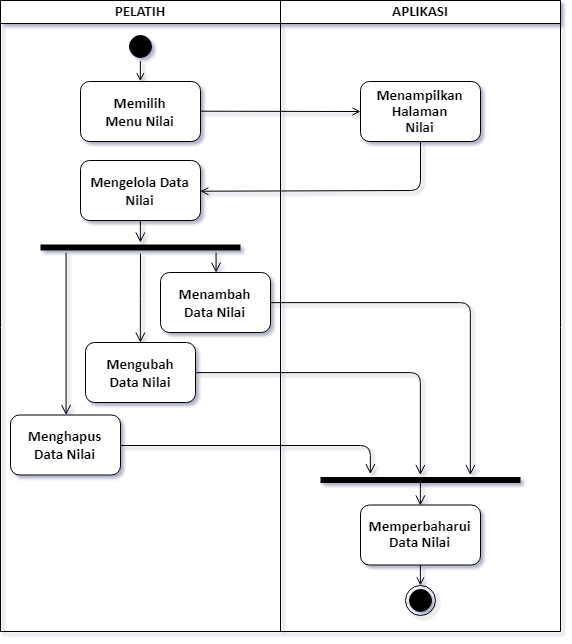 PELATIH
APLIKASI
Memilih
Menu Nilai
Menampilkan
Halaman
Nilai
Mengelola Data
Nilai
Menambah
Data Nilai
Mengubah
Data Nilai
Menghapus
Data Nilai
Memperbaharui
Data Nilai